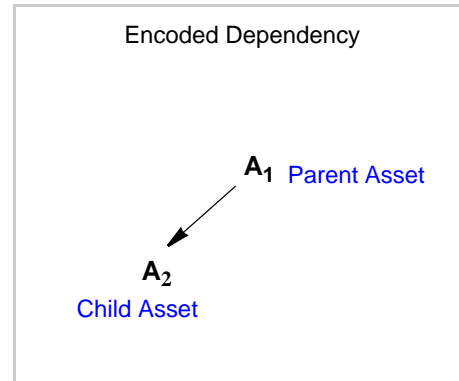 Encoded Dependency
A₁ Parent Asset
A₂
Child Asset